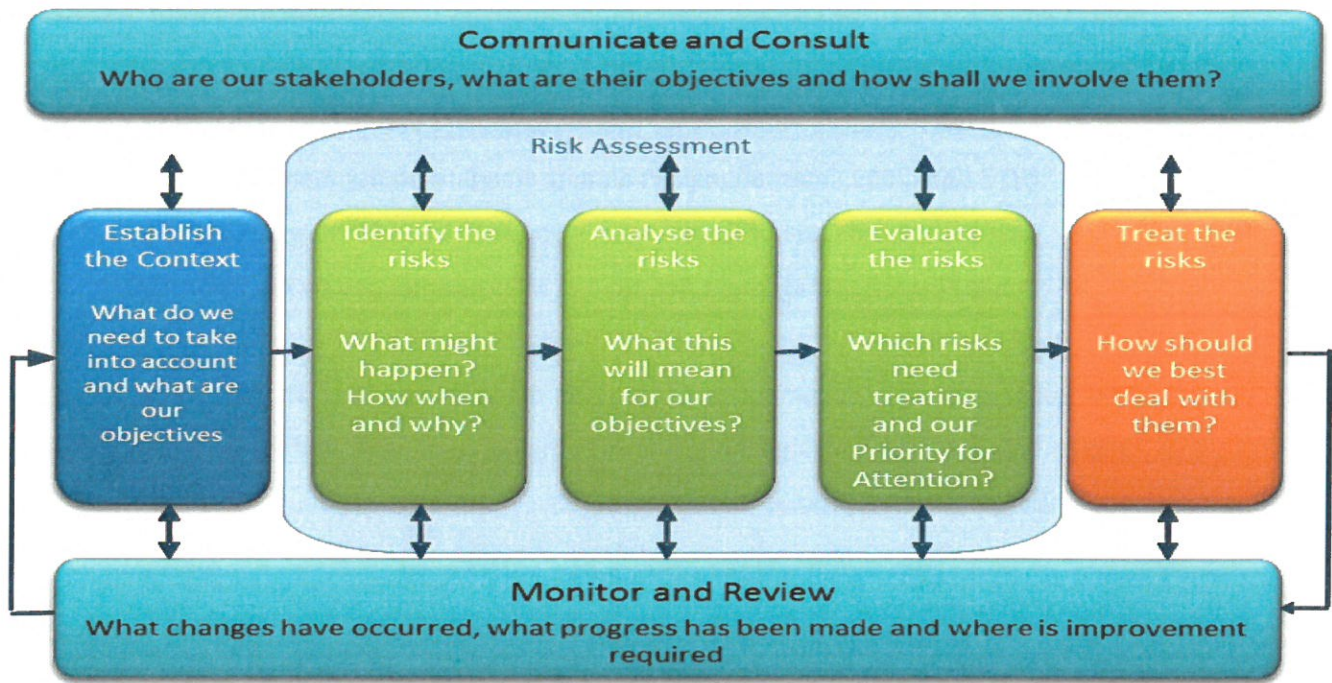 Communicate and Consult
Who are our stakeholders, what are their objectives and how shall we involve them?
Risk Assessment
Establish
the Context
What do we
need to take
into account
and what are
our
objectives
Identify the
risks
What might
happen?
How when
and why?
Analyse the
risks
What this
will mean
for our
objectives?
Evaluate
the risks
Which risks
need
treating
and our
Priority for
Attention?
Treat the
risks
How should
we best
deal with
them?
Monitor and Review
What changes have occurred, what progress has been made and where is improvement
required